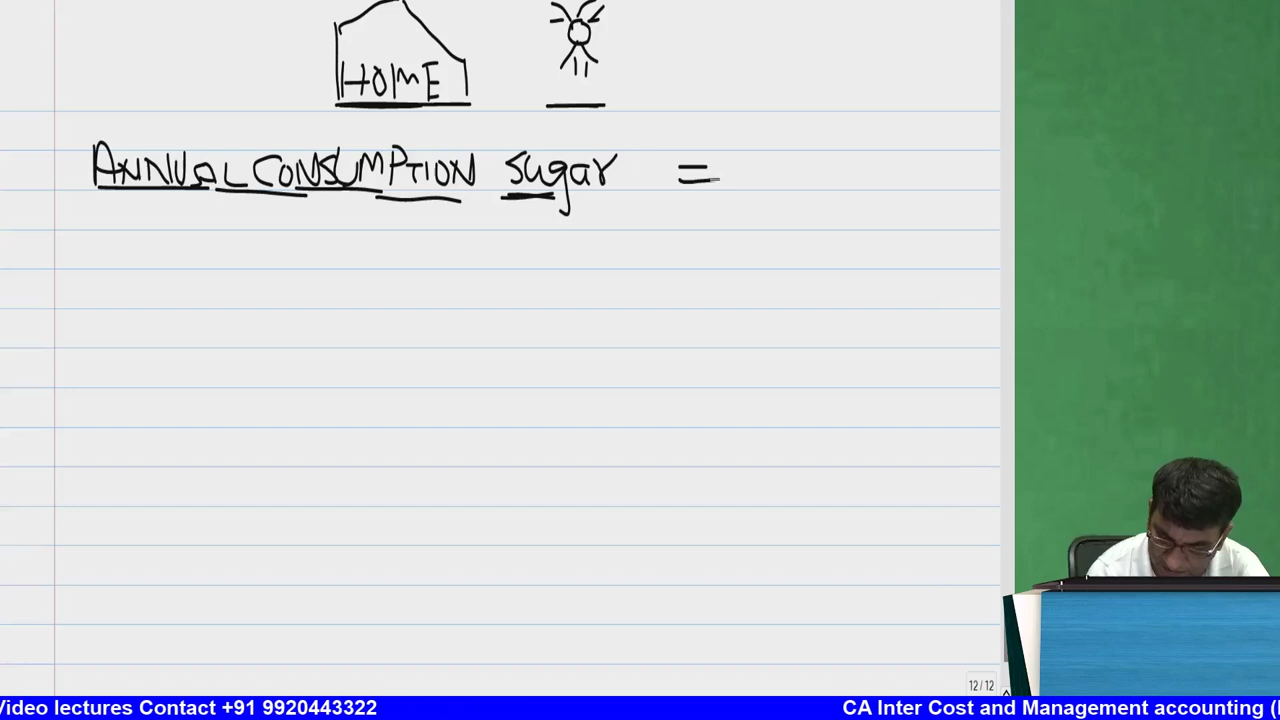 HOME
ANNUAL CONSUMPTION sugar =
12/12
Video lectures Contact +91 9920443322
CA Inter Cost and Management accounting (